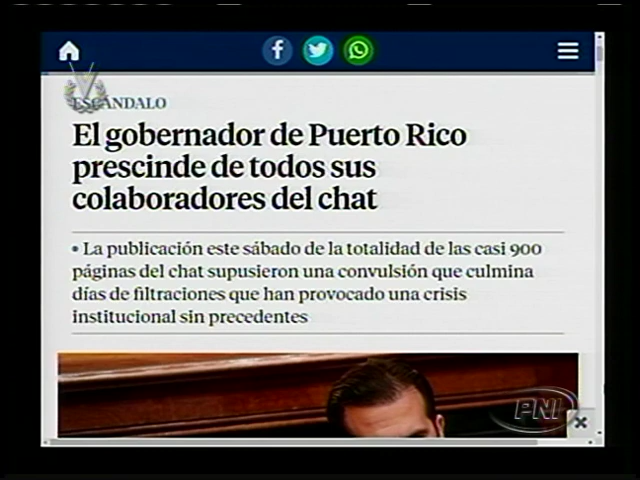 ESCÁNDALO
El gobernador de Puerto Rico
prescinde de todos sus
colaboradores del chat
• La publicación este sábado de la totalidad de las casi 900
páginas del chat supusieron una convulsión que culmina
días de filtraciones que han provocado una crisis
institucional sin precedentes
PNI